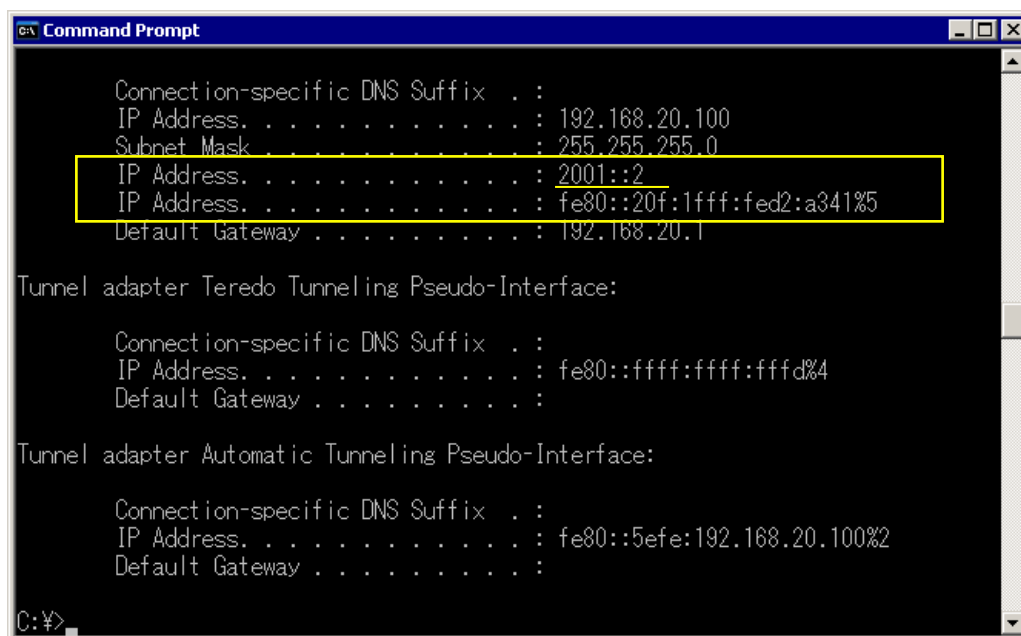 Command Prompt
Connection-specific DNS Suffix . :
IP Address. . . . . . . . . . . . : 192.168.20.100
Subnet Mask . . . . . . . . . . . : 255.255.255.0
IP Address. . . . . . . . . . . . : 2001::2
IP Address. . . . . . . . . . . . : fe80::20f:1fff:fed2:a341%5
Default Gateway . . . . . . . . . : 192.168.20.1
Tunnel adapter Teredo Tunneling Pseudo-Interface:
Connection-specific DNS Suffix . :
IP Address. . . . . . . . . . . . : fe80::ffff:ffff:fffd%4
Default Gateway . . . . . . . . . :
Tunnel adapter Automatic Tunneling Pseudo-Interface:
Connection-specific DNS Suffix . :
IP Address. . . . . . . . . . . . : fe80::5efe:192.168.20.100%2
Default Gateway . . . . . . . . . :
C:¥>_